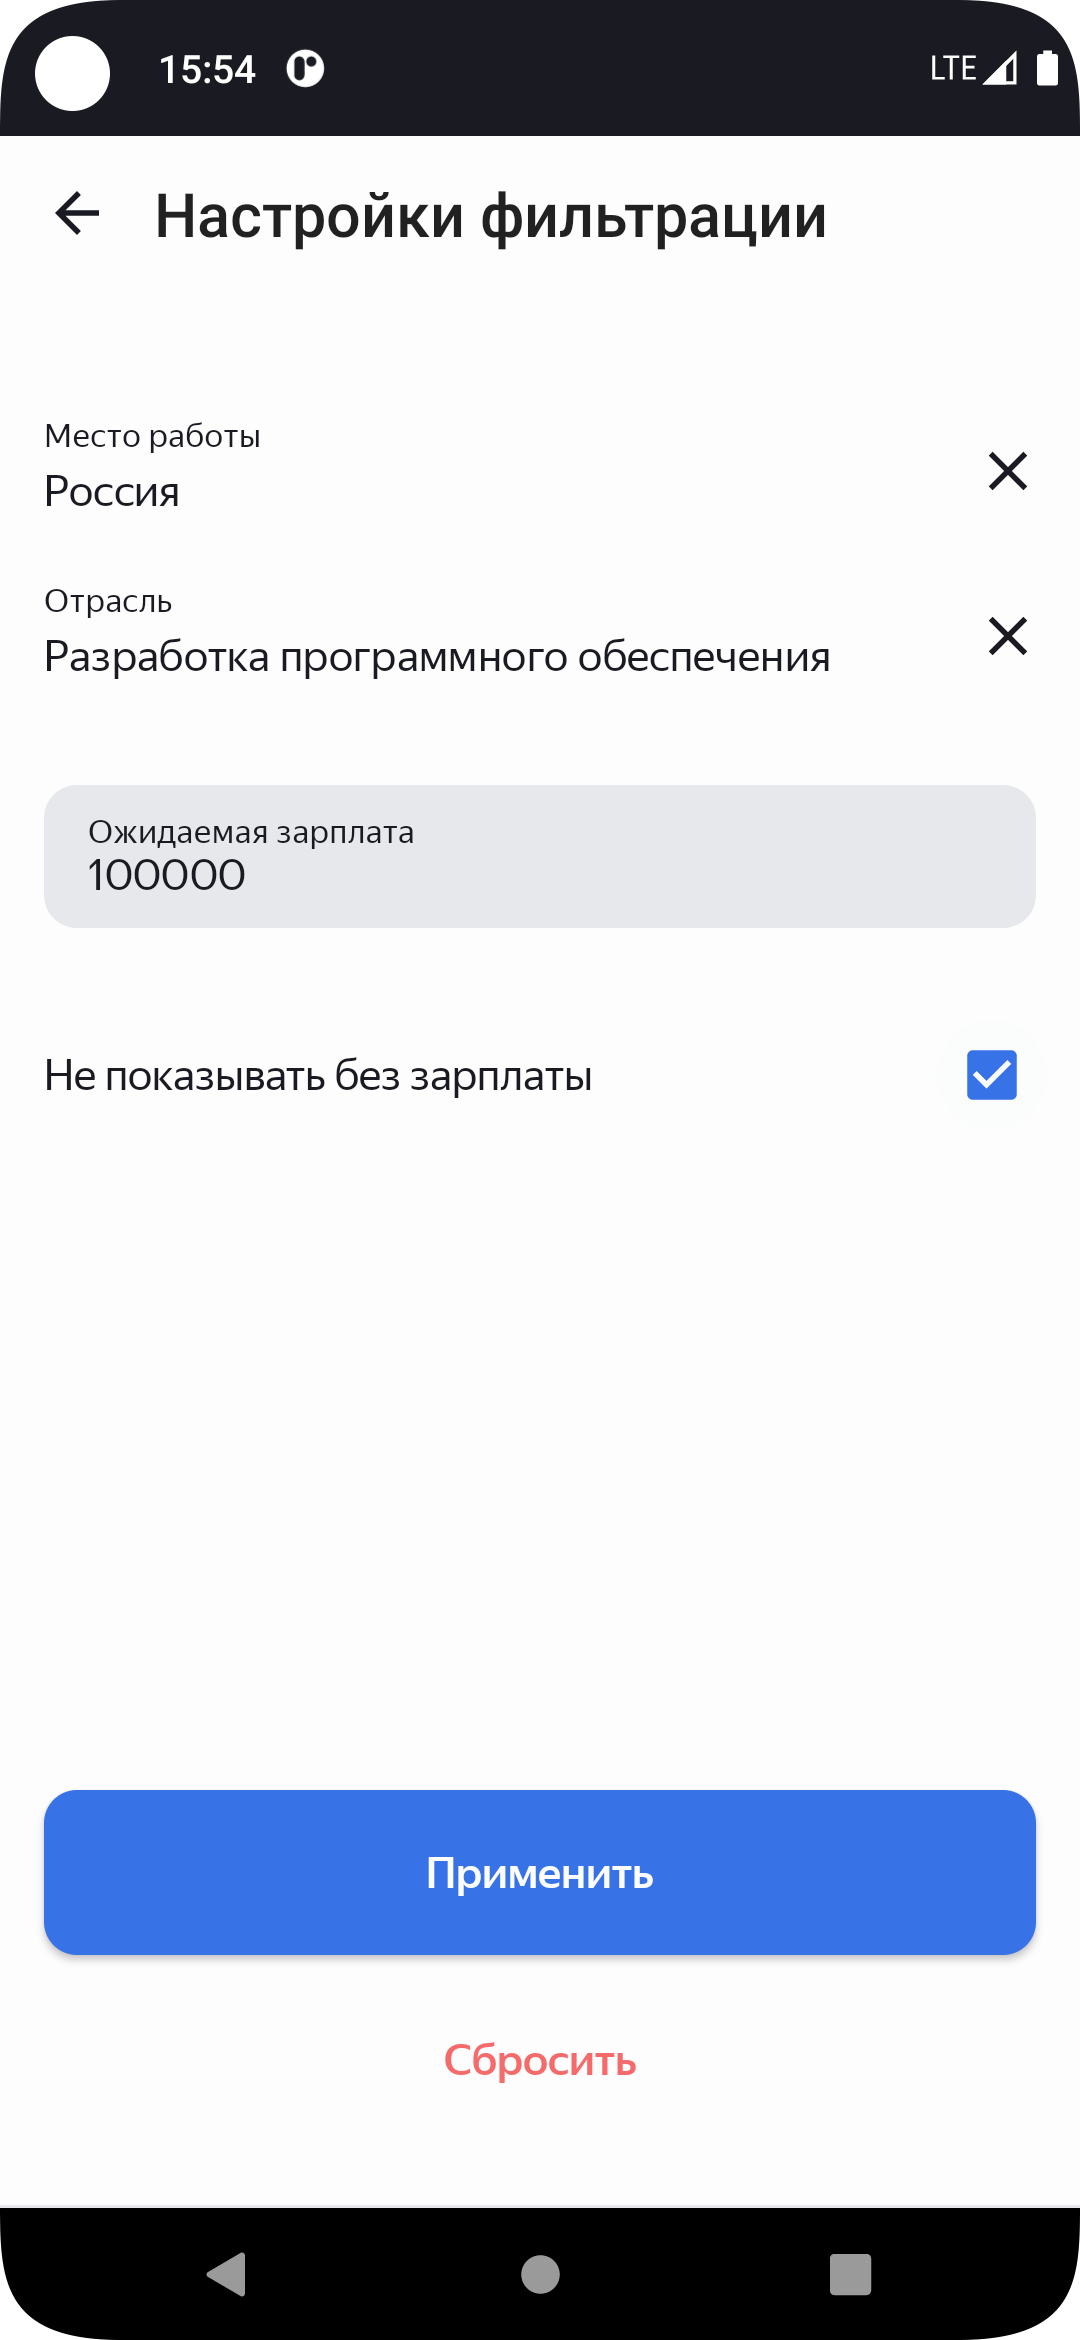 15:54
LTE
Настройки фильтрации
Место работы
Россия
Отрасль
Разработка программного обеспечения
Ожидаемая зарплата
100000
Не показывать без зарплаты
Применить
Сбросить